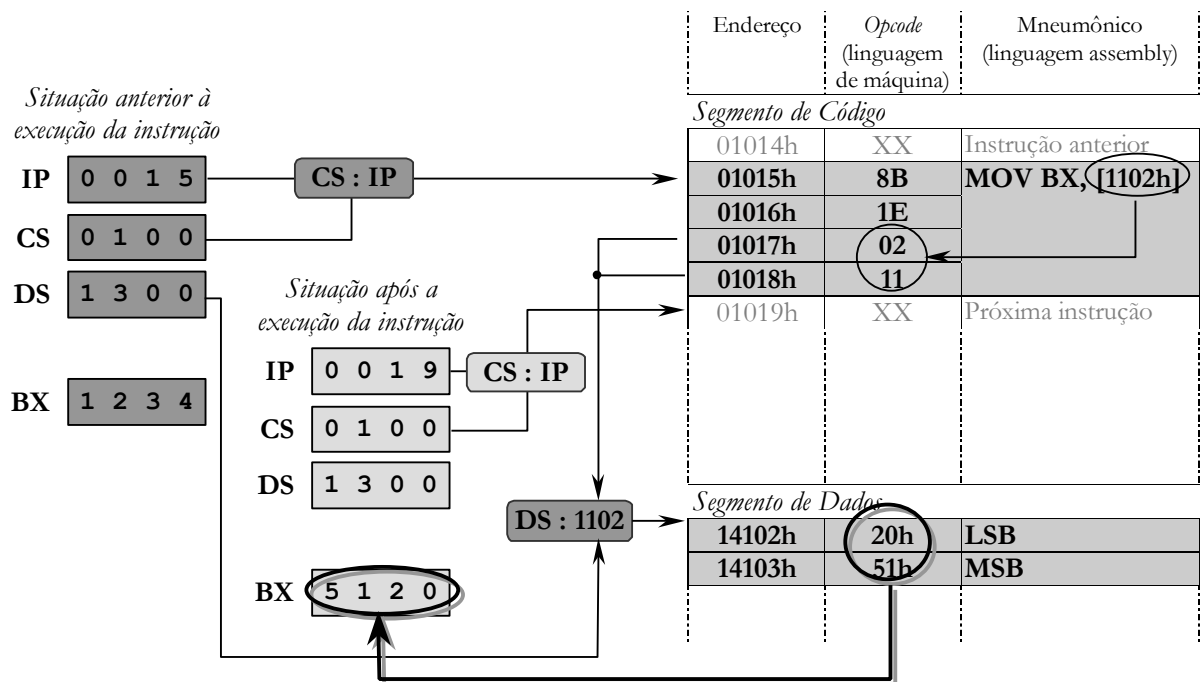 Endereço Opcode Mneumônico
(linguagem (linguagem assembly)
de máquina)
Situação anterior à
execução da instrução
Segmento de Código
01014h XX Instrução anterior
IP 0 0 1 5 CS : IP 01015h 8B MOV BX, [1102h]
01016h 1E
CS 0 1 0 0 01017h 02
DS 1 3 0 0 01018h 11
Situação após a
execução da instrução
01019h XX Próxima instrução
IP 0 0 1 9 CS : IP
BX 1 2 3 4
CS 0 1 0 0
DS 1 3 0 0
Segmento de Dados
DS : 1102
14102h 20h LSB
14103h 51h MSB
BX 5 1 2 0